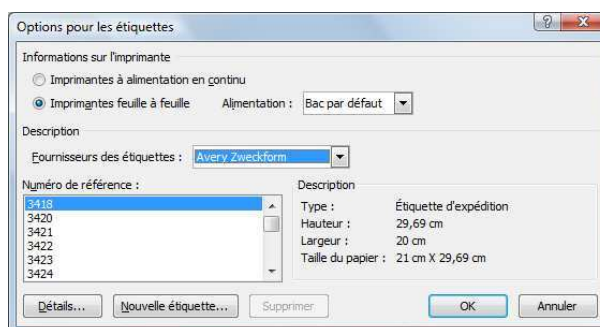 Options pour les étiquettes
Informations sur l'imprimante
Imprimantes à alimentation en continu
Imprimantes feuille à feuille Alimentation : Bac par défaut
Description
Fournisseurs des étiquettes : Avery Zweckform
Numéro de référence :
3418
3420
3421
3422
3423
3424
Description
Type : Étiquette d'expédition
Hauteur : 29,69 cm
Largeur : 20 cm
Taille du papier : 21 cm X 29,69 cm
Détails... Nouvelle étiquette... Supprimer OK Annuler